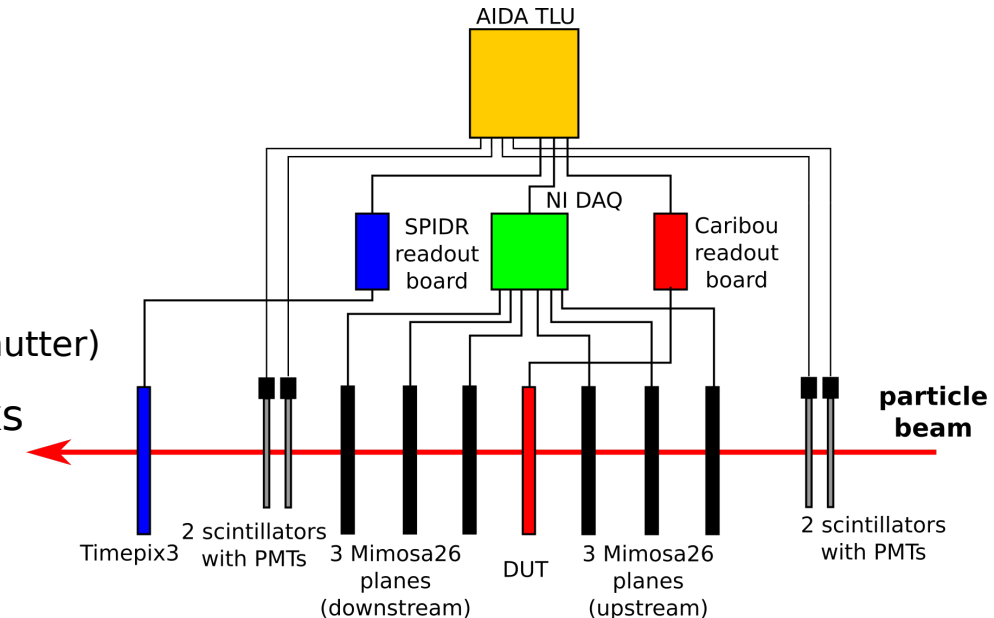 AIDA TLU
NI DAQ
SPIDR
readout
board
Caribou
readout
board
utter)
particle
beam
Timepix3
2 scintillators
with PMTs
3 Mimosa26
planes
(downstream)
DUT
3 Mimosa26
planes
(upstream)
2 scintillators
with PMTs